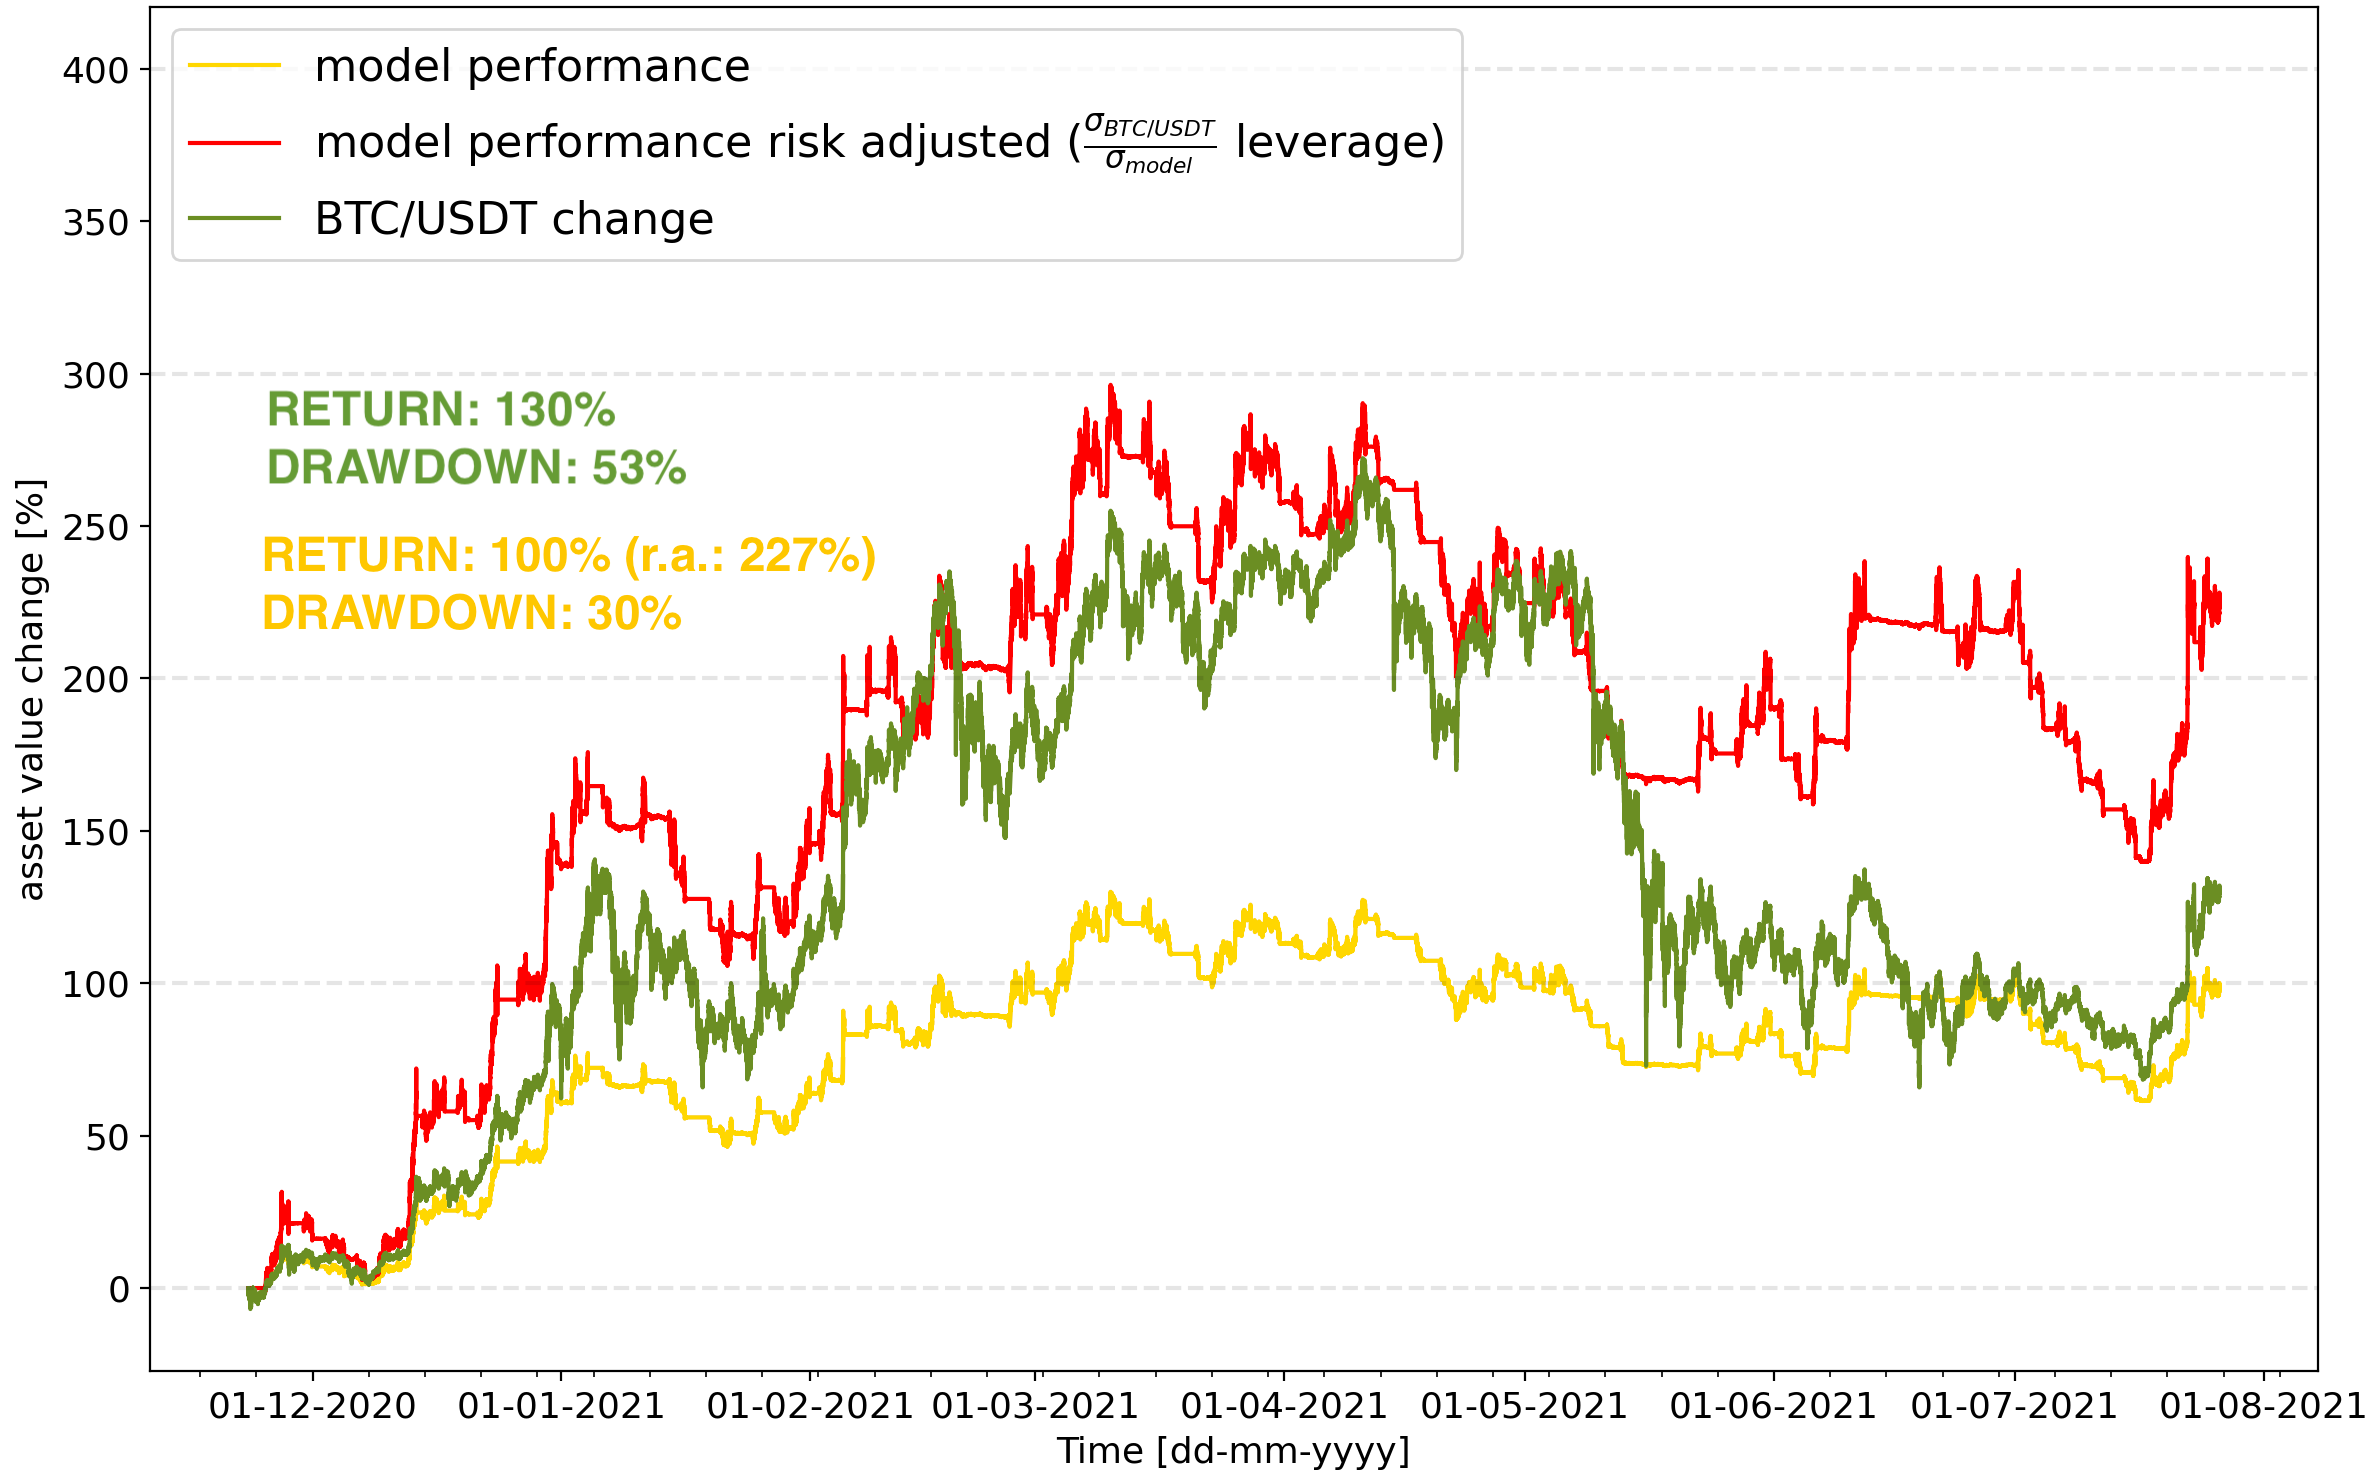 model performance
model performance risk adjusted (σ_BTC/USDT / σ_model leverage)
BTC/USDT change
RETURN: 130%
DRAWDOWN: 53%
RETURN: 100% (r.a.: 227%)
DRAWDOWN: 30%
asset value change [%]
400
350
300
250
200
150
100
50
0
01-12-2020 01-01-2021 01-02-2021 01-03-2021 01-04-2021 01-05-2021 01-06-2021 01-07-2021 01-08-2021
Time [dd-mm-yyyy]